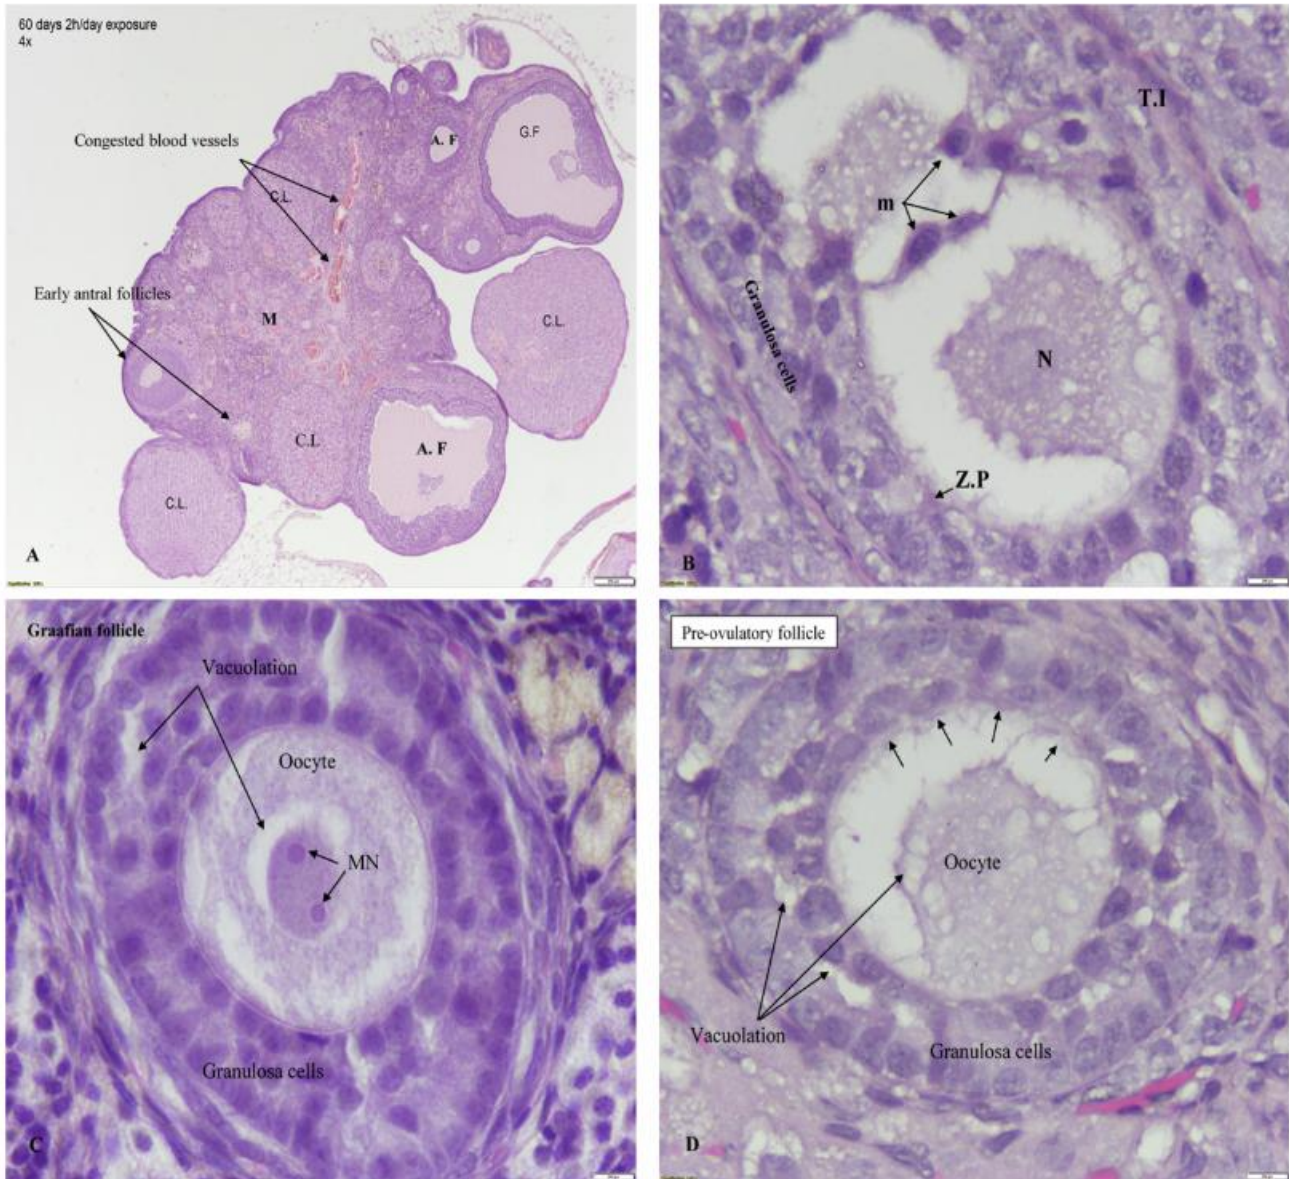 60 days 2h/day exposure
4x
Congested blood vessels
A. F
G.F
C.L.
Early antral follicles
M
C.L.
C.L
A. F
C.L.
A
T.I
m
Granulosa cells
N
Z.P
B
Graafian follicle
Vacuolation
Oocyte
MN
Granulosa cells
C
Pre-ovulatory follicle
Oocyte
Vacuolation
Granulosa cells
D